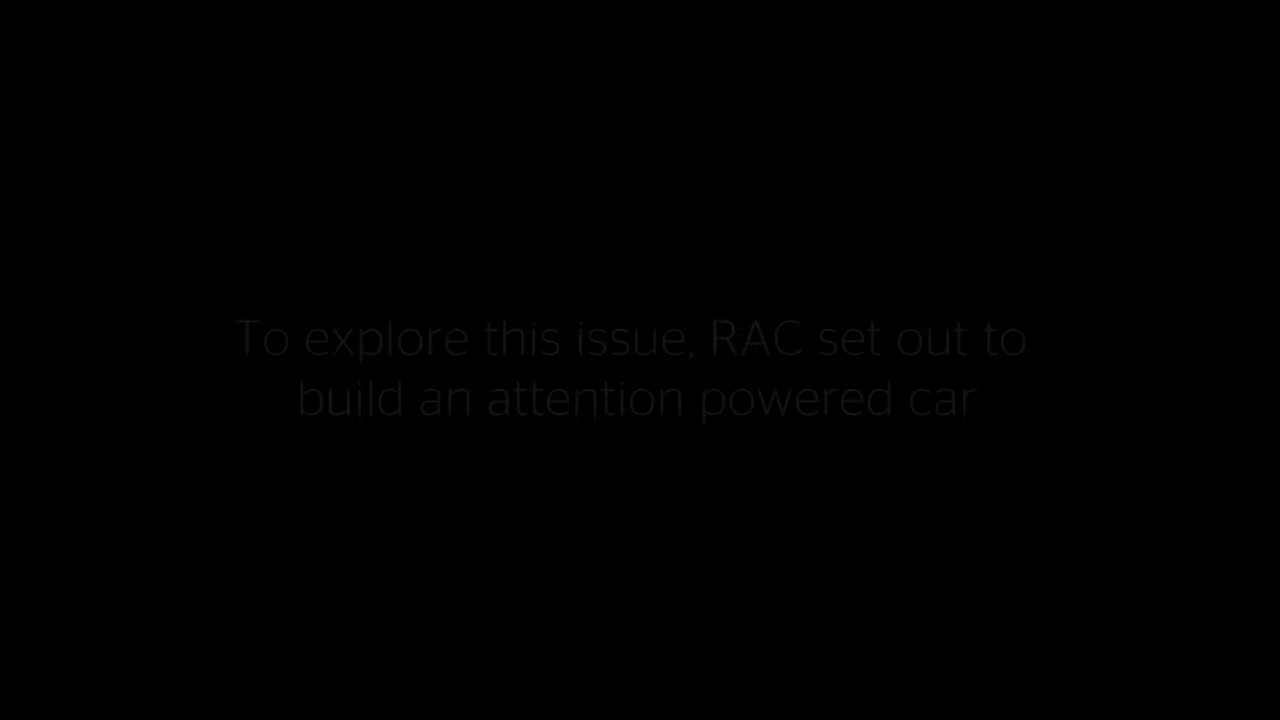 To explore this issue, RAC set out to
build an attention powered car